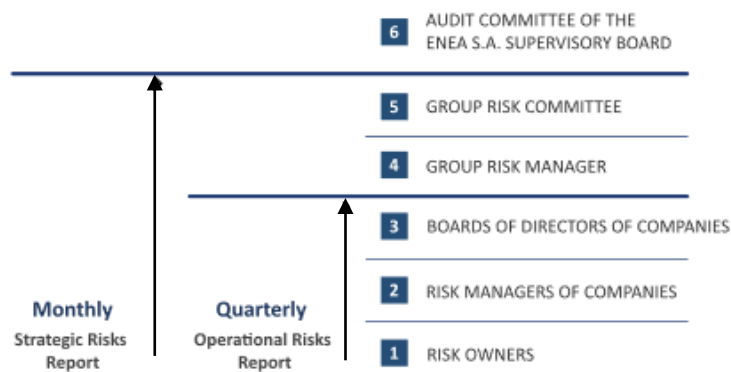 6 AUDIT COMMITTEE OF THE
ENEA S.A. SUPERVISORY BOARD
5 GROUP RISK COMMITTEE
4 GROUP RISK MANAGER
3 BOARDS OF DIRECTORS OF COMPANIES
2 RISK MANAGERS OF COMPANIES
1 RISK OWNERS
Monthly
Strategic Risks
Report
Quarterly
Operational Risks
Report